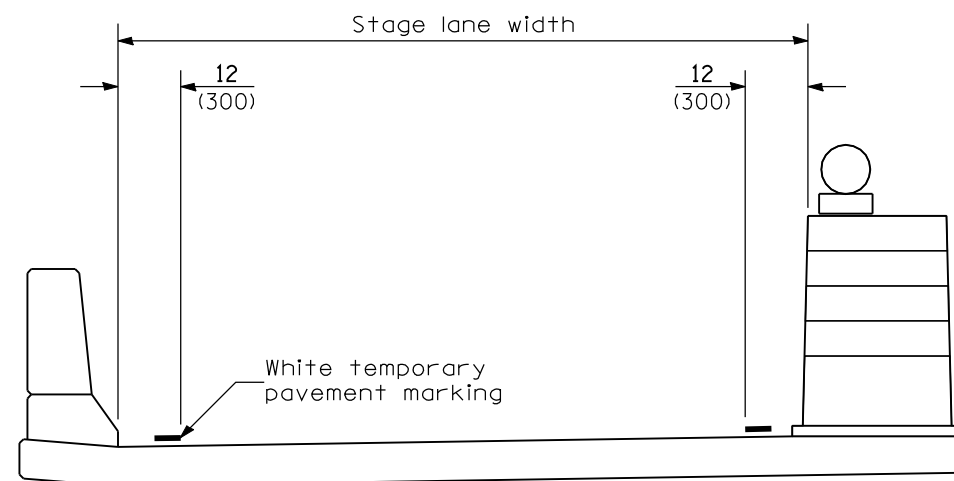 Stage lane width
12
(300)
12
(300)
White temporary
pavement marking